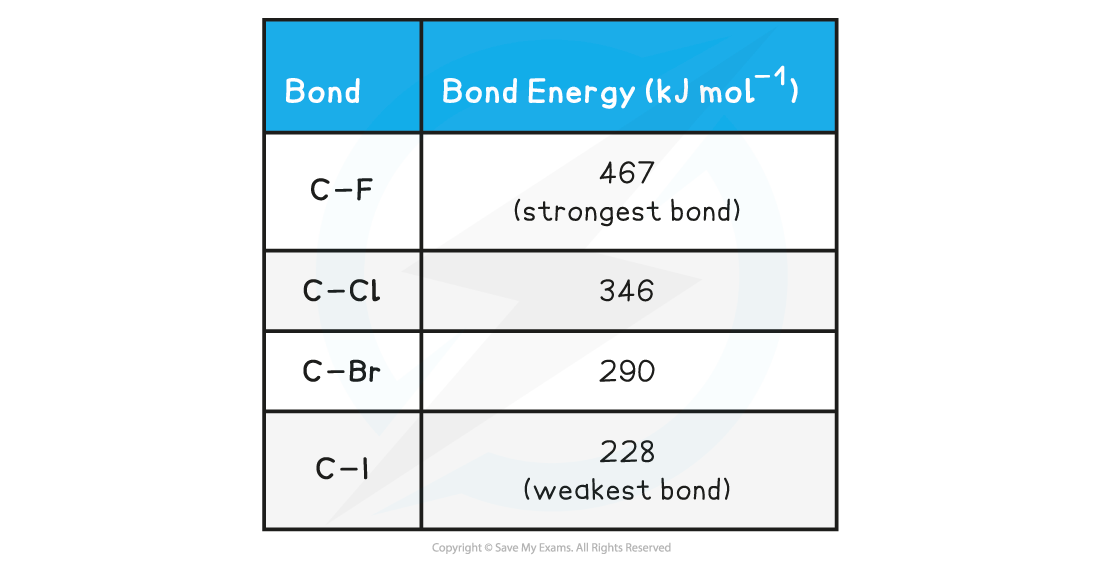 Bond Bond Energy (kJ mol⁻¹)
C–F 467
(strongest bond)
C–Cl 346
C–Br 290
C–I 228
(weakest bond)
Copyright © Save My Exams. All Rights Reserved